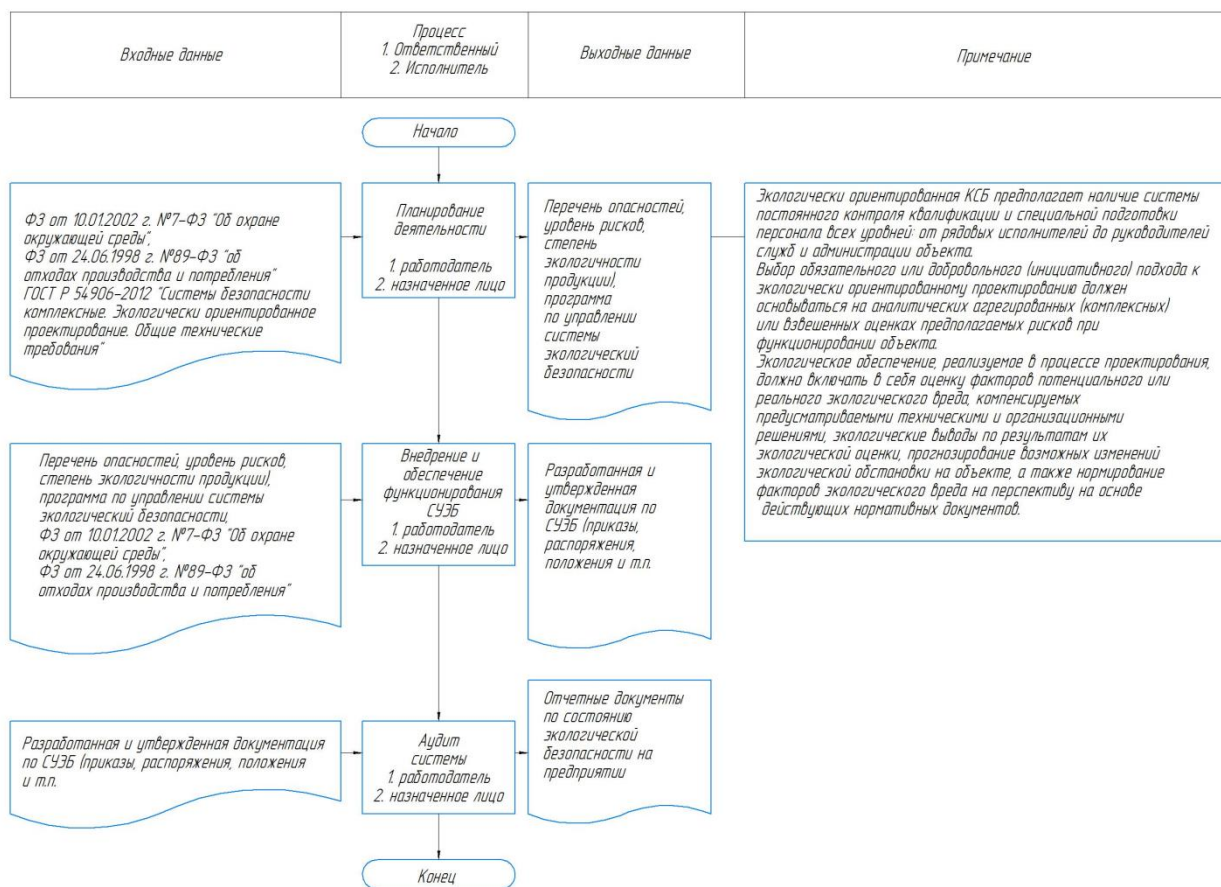 Входные данные
Процесс
1. Ответственный
2. Исполнитель
Выходные данные
Примечание
Начало
ФЗ от 10.01.2002 г. №7-ФЗ "Об охране
окружающей среды",
ФЗ от 24.06.1998 г. №89-ФЗ "об
отходах производства и потребления"
ГОСТ Р 54906-2012 "Системы безопасности
комплексные. Экологически ориентированное
проектирование. Общие технические
требования"
Планирование
деятельности
1. работодатель
2. назначенное лицо
Перечень опасностей,
уровень рисков,
степень
экологичности
продукции),
программа
по управлении
системы
экологический
безопасности
Экологически ориентированная КСБ предполагает наличие системы
постоянного контроля квалификации и специальной подготовки
персонала всех уровней: от рядовых исполнителей до руководителей
служб и администрации объекта.
Выбор обязательного или добровольного (инициативного) подхода к
экологически ориентированному проектированию должен
основываться на аналитических агрегированных (комплексных)
или взвешенных оценках предполагаемых рисков при
функционировании объекта.
Экологическое обеспечение, реализуемое в процессе проектирования,
должно включать в себя оценку факторов потенциального или
реального экологического вреда, компенсируемых
предусматриваемыми техническими и организационными
решениями, экологические выводы по результатам их
экологической оценки, прогнозирование возможных изменений
экологической обстановки на объекте, а также нормирование
факторов экологического вреда на перспективу на основе
действующих нормативных документов.
Перечень опасностей, уровень рисков,
степень экологичности продукции),
программа по управлении системы
экологический безопасности,
ФЗ от 10.01.2002 г. №7-ФЗ "Об охране
окружающей среды",
ФЗ от 24.06.1998 г. №89-ФЗ "об
отходах производства и потребления"
Внедрение и
обеспечение
функционирования
СУЭБ
1. работодатель
2. назначенное лицо
Разработанная и
утвержденная
документация по
СУЭБ (приказы,
распоряжения,
положения и т.п.
Разработанная и утвержденная документация
по СУЭБ (приказы, распоряжения, положения
и т.п.
Аудит
системы
1. работодатель
2. назначенное лицо
Отчетные документы
по состоянию
экологической
безопасности на
предприятии
Конец